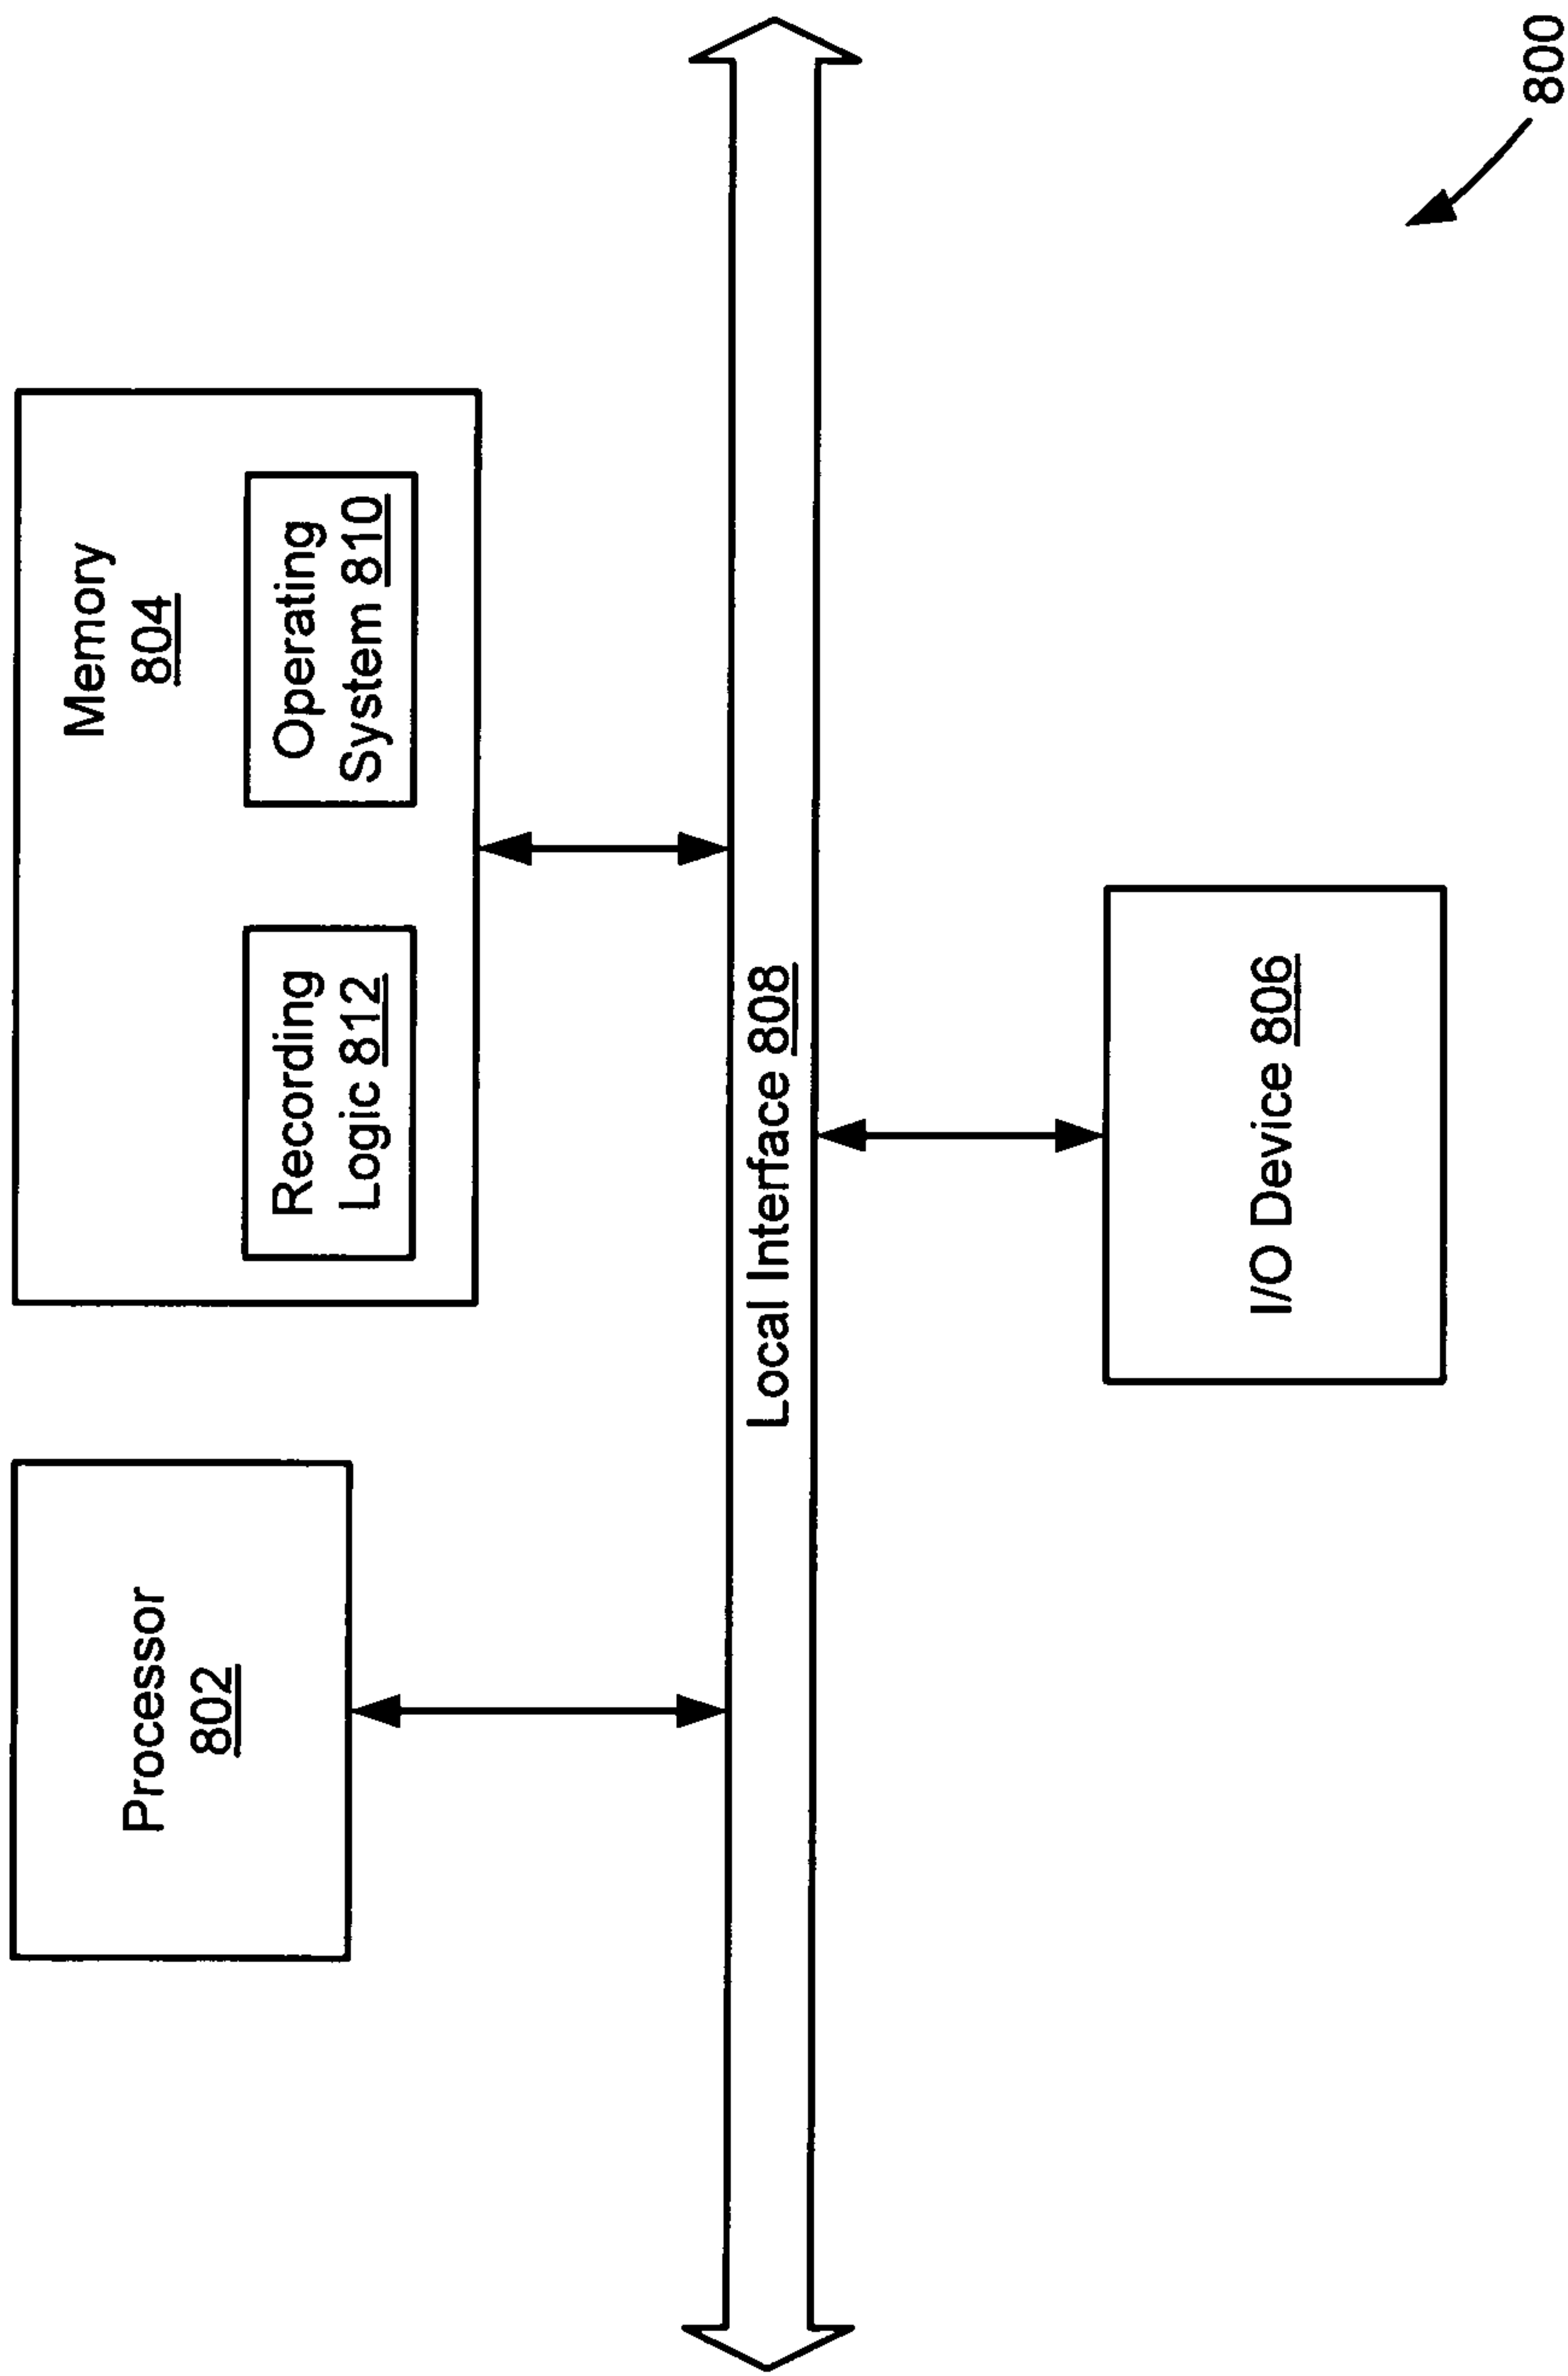 Processor
802
Memory
804
Recording
Logic 812
Operating
System 810
Local Interface 808
I/O Device 806
800